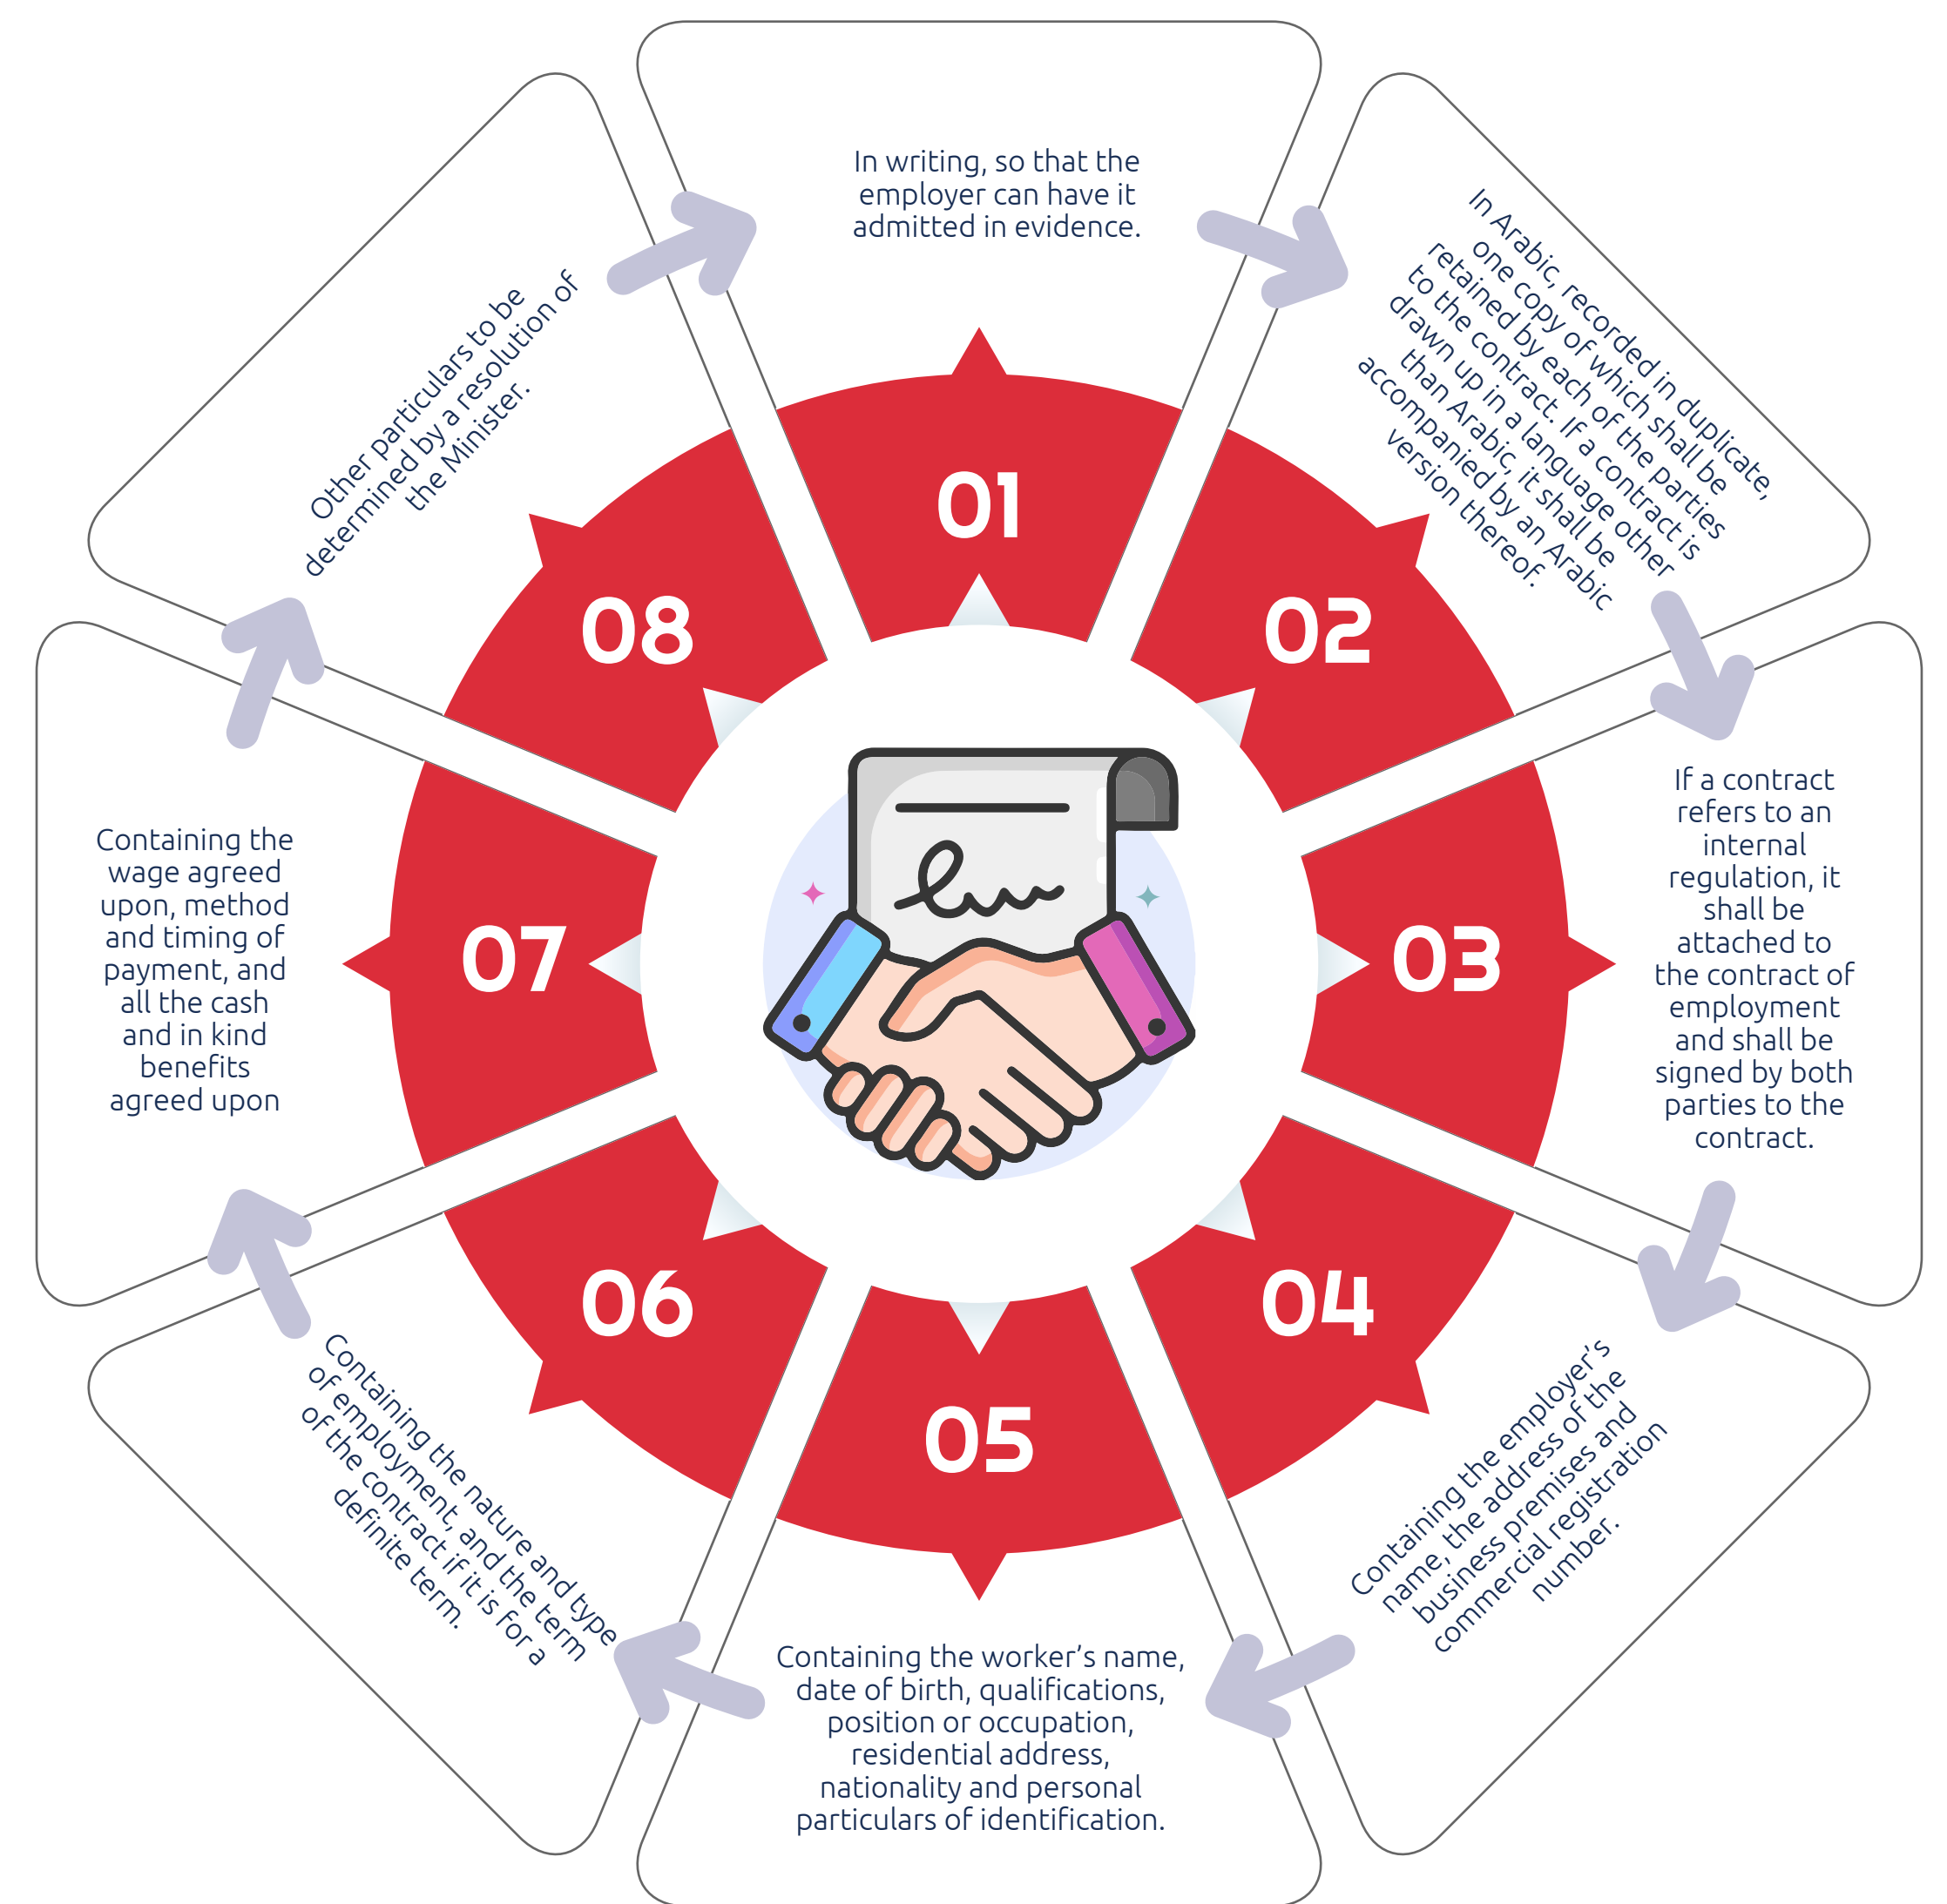 01
In writing, so that the
employer can have it
admitted in evidence.
02
In Arabic, recorded in duplicate,
one copy of which shall be
retained by each of the parties
to the contract. If a contract is
drawn up in a language other
than Arabic, it shall be
accompanied by an Arabic
version thereof.
03
If a contract
refers to an
internal
regulation, it
shall be
attached to
the contract of
employment
and shall be
signed by both
parties to the
contract.
04
Containing the employer's
name, the address of the
business premises and
commercial registration
number.
05
Containing the worker's name,
date of birth, qualifications,
position or occupation,
residential address,
nationality and personal
particulars of identification.
06
Containing the nature and type
of employment, and the term
of the contract if it is for a
definite term.
07
Containing the
wage agreed
upon, method
and timing of
payment, and
all the cash
and in kind
benefits
agreed upon
08
Other particulars to be
determined by a resolution of
the Minister.